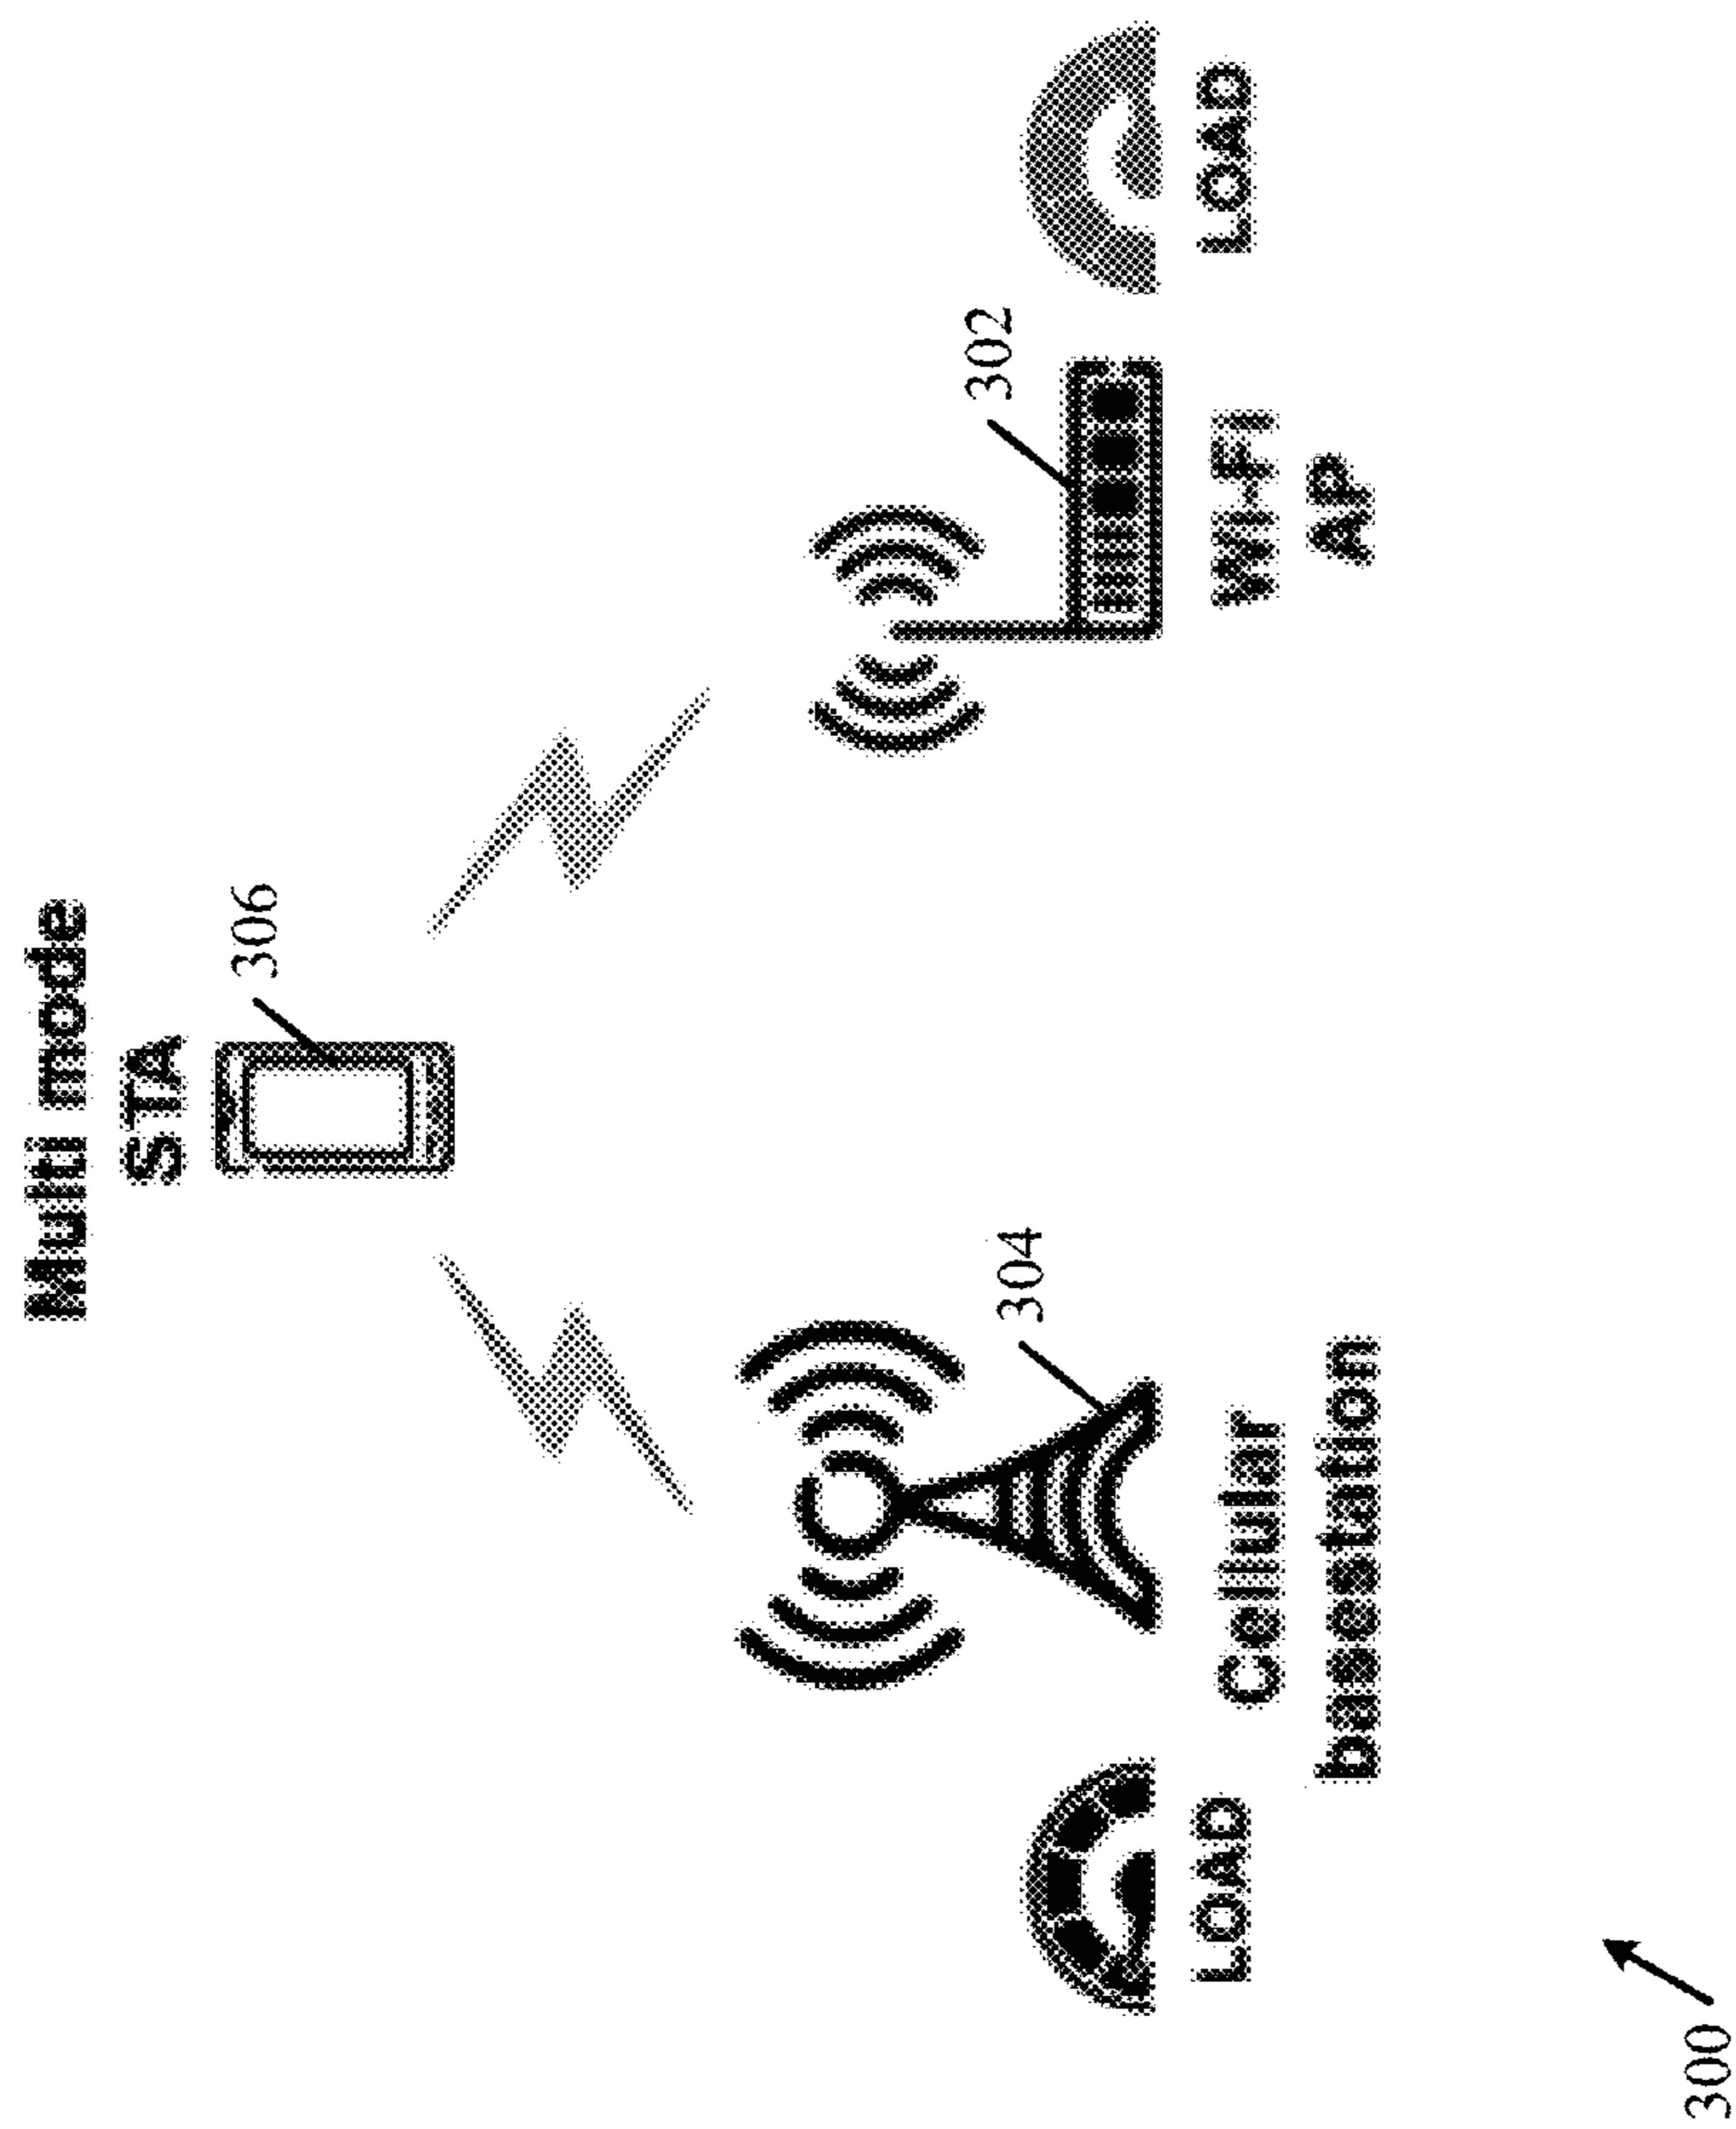 Multi mode
STA
306
304
302
LOAD
Cellular
basestation
WI-FI
AP
LOAD
300